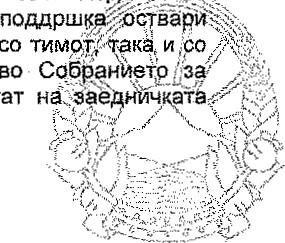 поддршка оствари
со тимот, така и со
во Собранието за
тат на заедничката